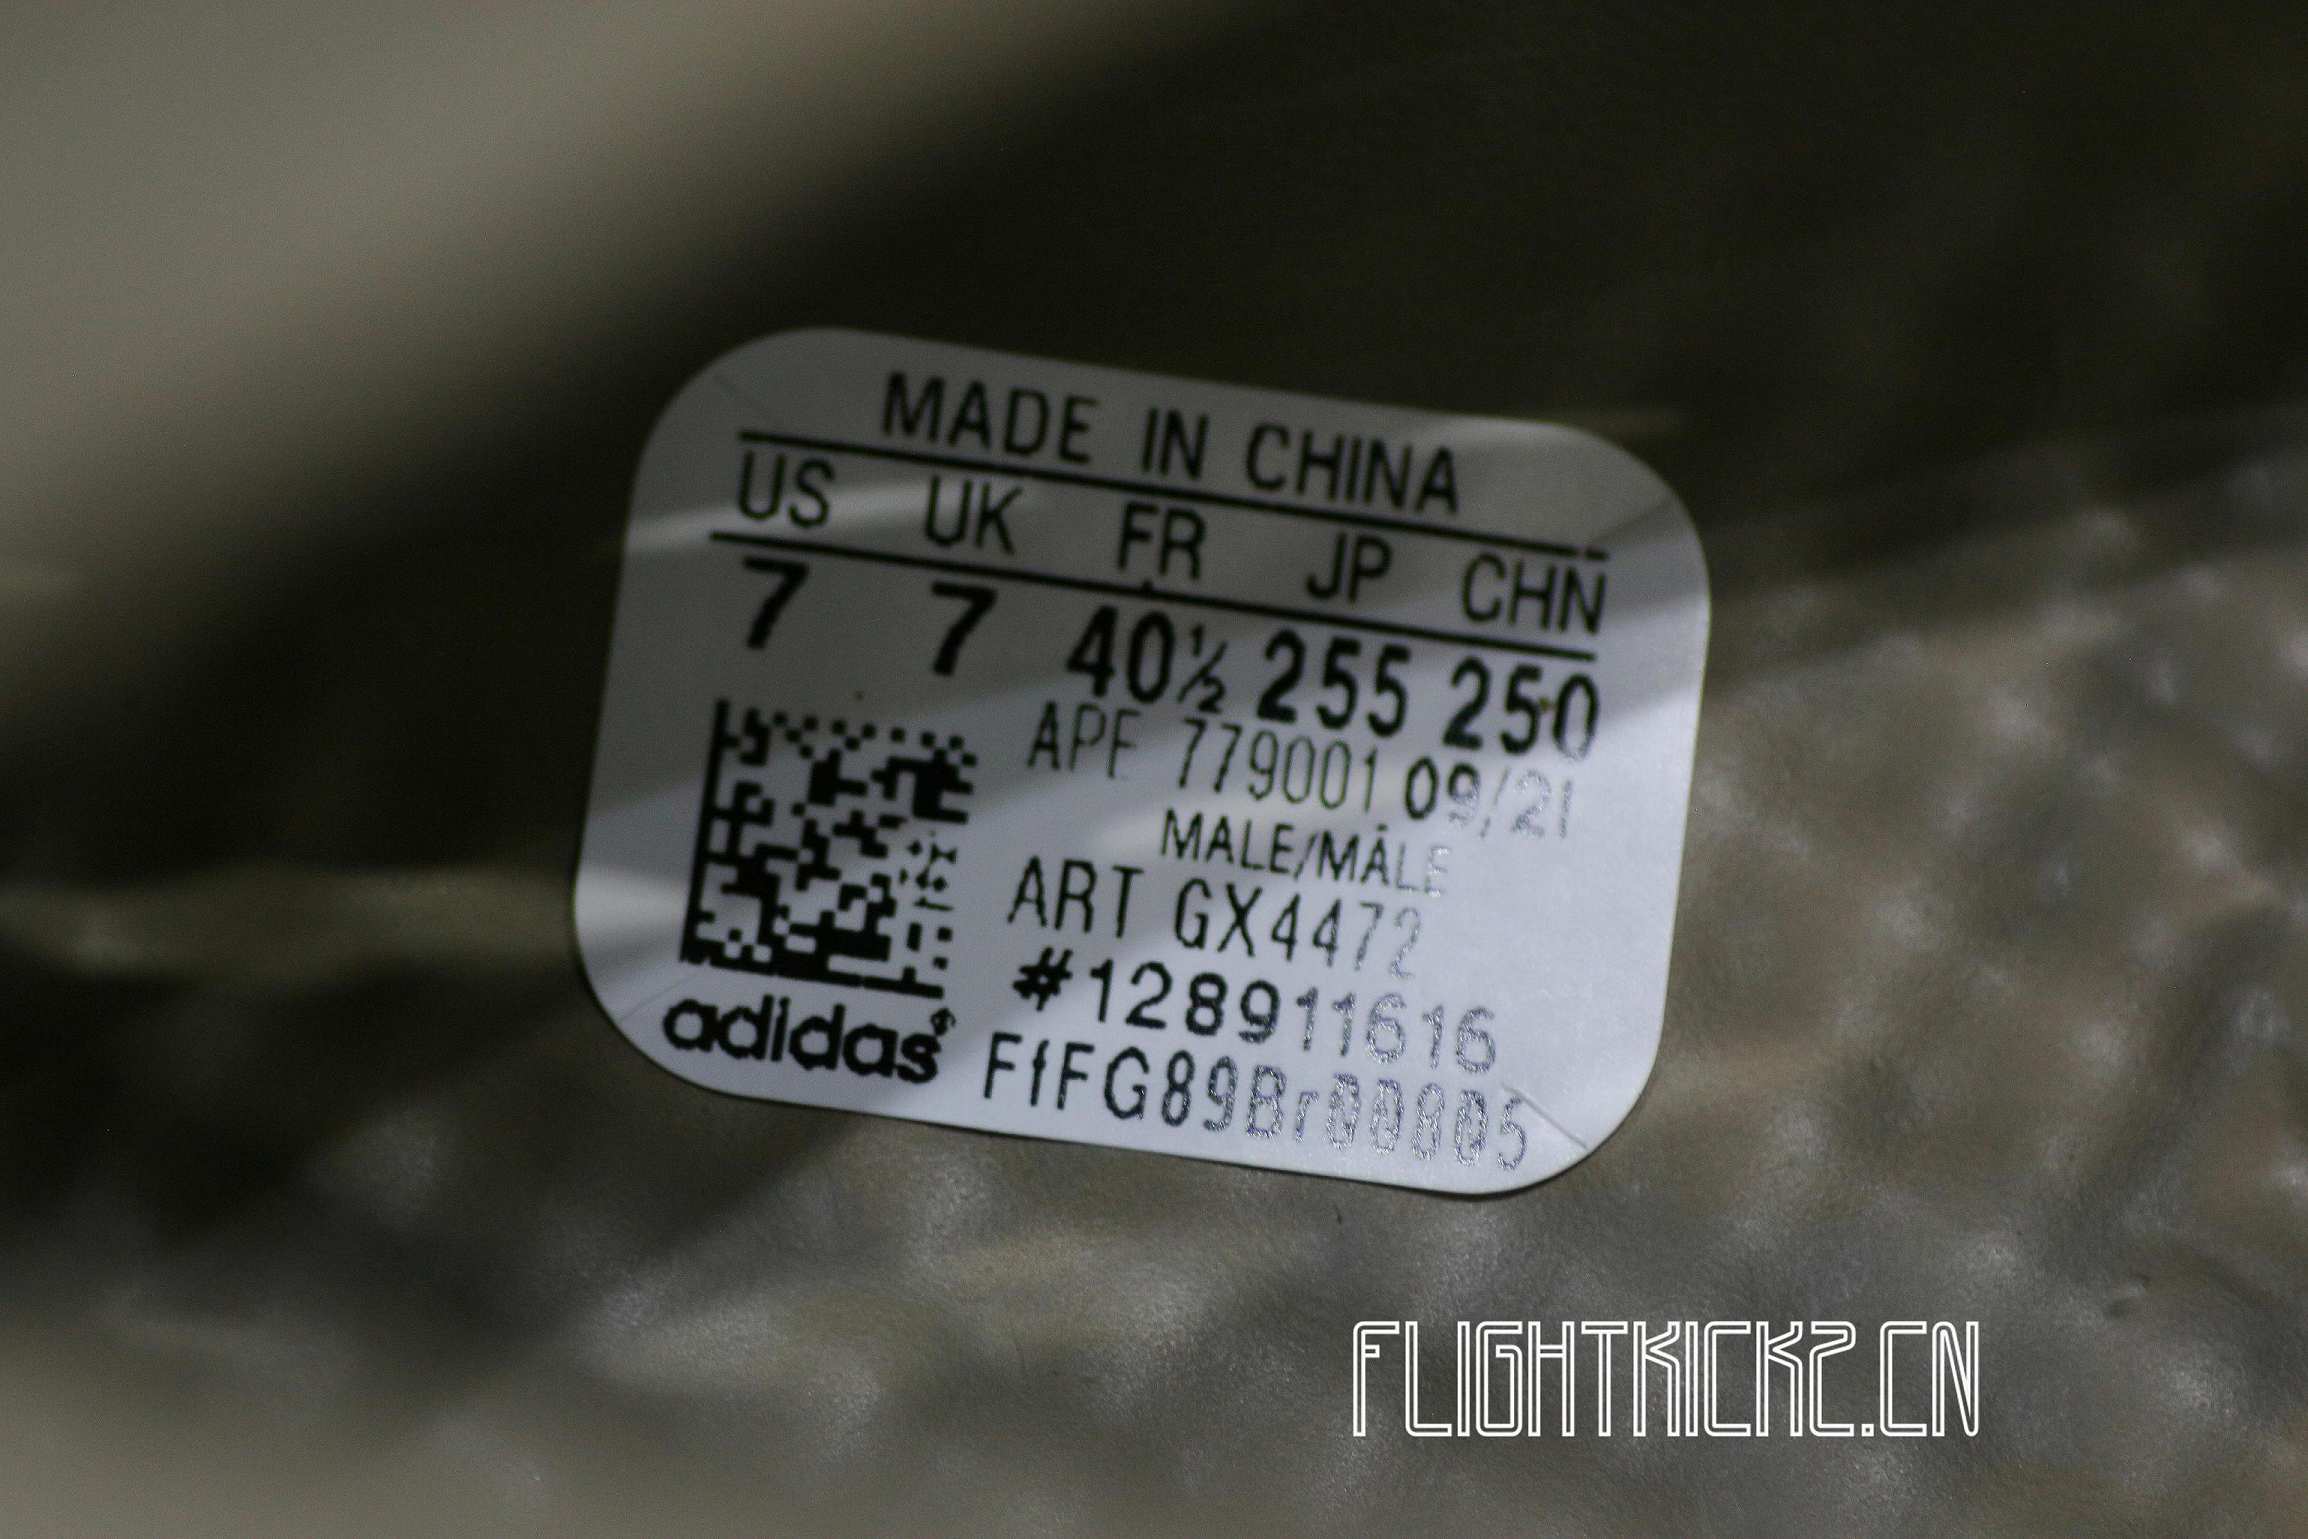 MADE IN CHINA
US UK FR JP CHN
7 7 40½ 255 250
APE 779001 09/21
MALE/MÂLE
ART GX4472
#128911616
adidas
FLIGHTKICKZ.CN